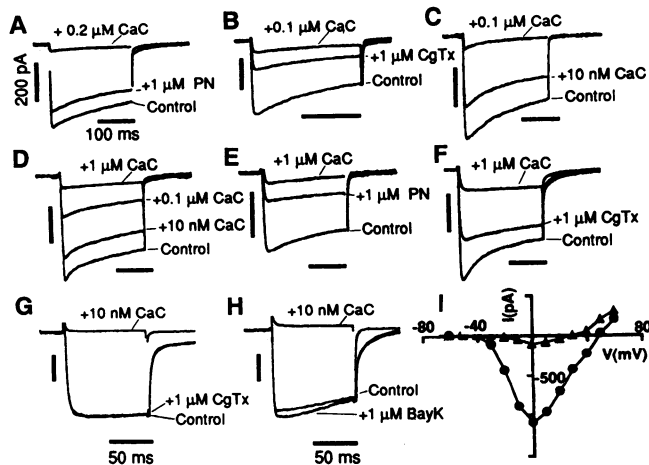 A
+ 0.2 µM CaC
200 pA
+1 µM PN
Control
100 ms
B
+0.1 µM CaC
+1 µM CgTx
Control
C
+0.1 µM CaC
+10 nM CaC
Control
D
+1 µM CaC
+0.1 µM CaC
+10 nM CaC
Control
E
+1 µM CaC
+1 µM PN
Control
F
+1 µM CaC
+1 µM CgTx
Control
G
+10 nM CaC
+1 µM CgTx
Control
50 ms
H
+10 nM CaC
Control
+1 µM BayK
50 ms
I
I(pA)
-80
-40
80
V(mV)
-500